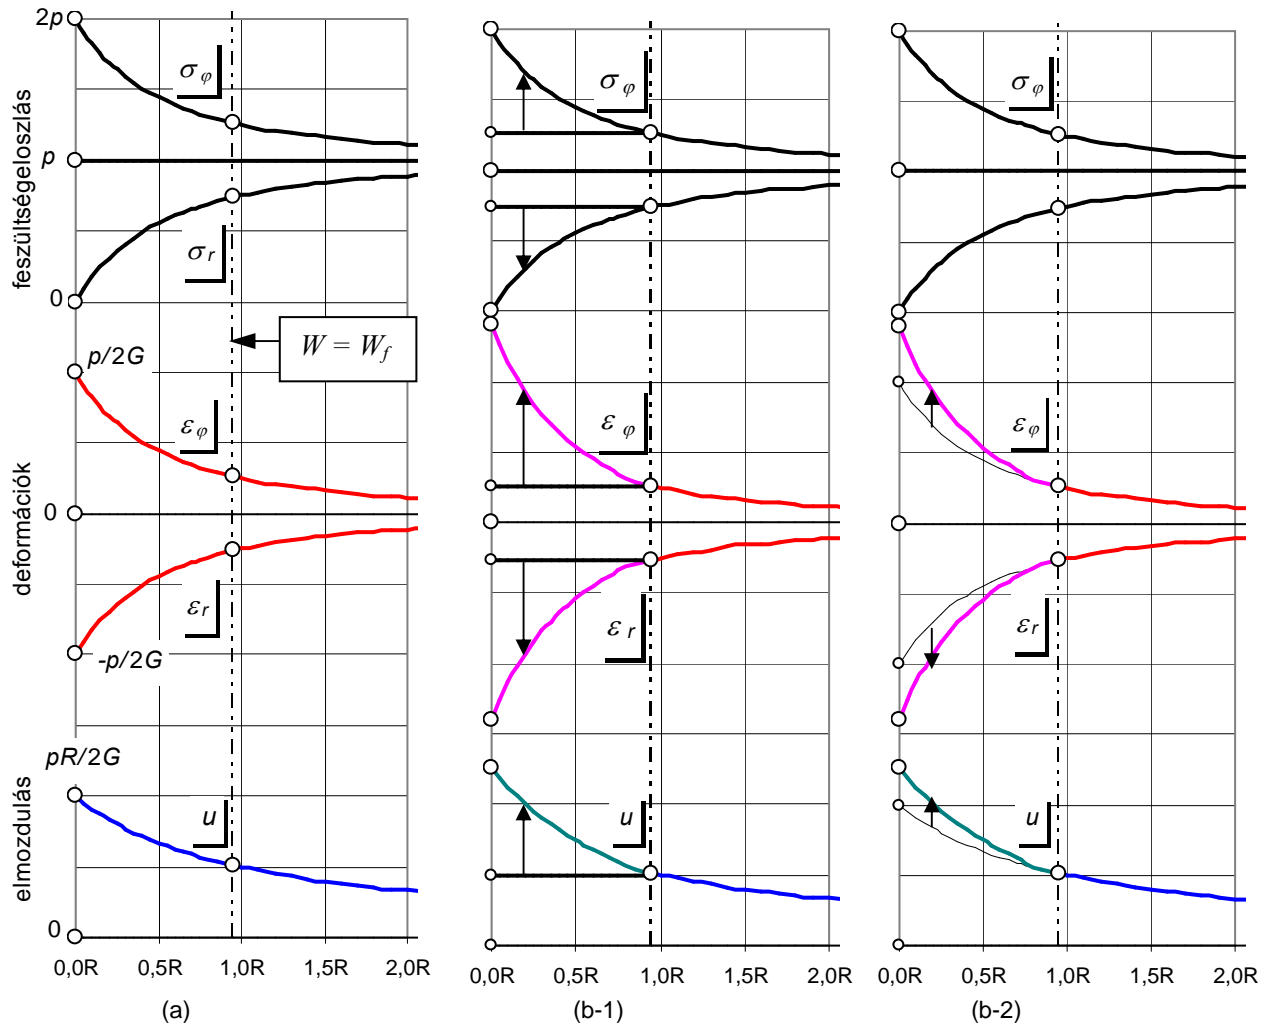 feszültségeloszlás
deformációk
elmozdulás
2p
p
0
p/2G
0
-p/2G
pR/2G
0
σφ
σr
W = Wf
εφ
εr
u
0,0R 0,5R 1,0R 1,5R 2,0R
(a)
σφ
εφ
εr
u
0,0R 0,5R 1,0R 1,5R 2,0R
(b-1)
σφ
εφ
εr
u
0,0R 0,5R 1,0R 1,5R 2,0R
(b-2)